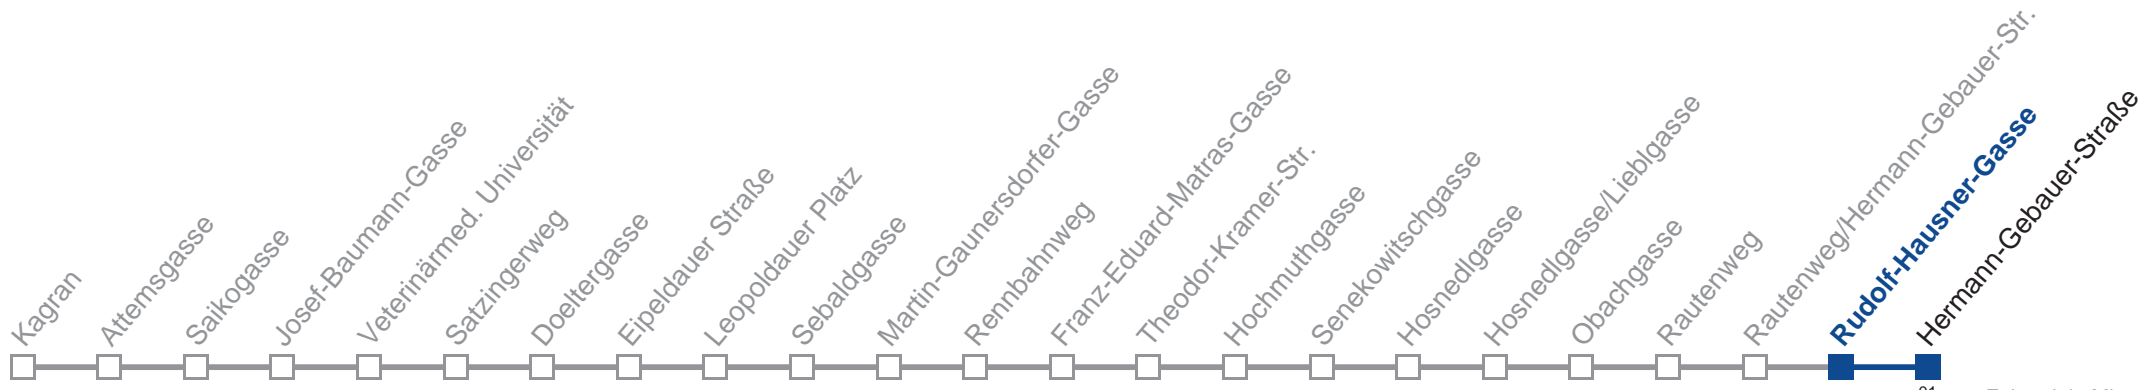 Kagran
Attemsgasse
Saikogasse
Josef-Baumann-Gasse
Veterinärmed. Universität
Satzingerweg
Doeltergasse
Eipeldauer Straße
Leopoldauer Platz
Sebaldgasse
Martin-Gaunersdorfer-Gasse
Rennbahnweg
Franz-Eduard-Matras-Gasse
Theodor-Kramer-Str.
Hochmuthgasse
Senekowitschgasse
Hosnedlgasse
Hosnedlgasse/Lieblgasse
Obachgasse
Rautenweg
Rautenweg/Hermann-Gebauer-Str.
Rudolf-Hausner-Gasse
Hermann-Gebauer-Straße